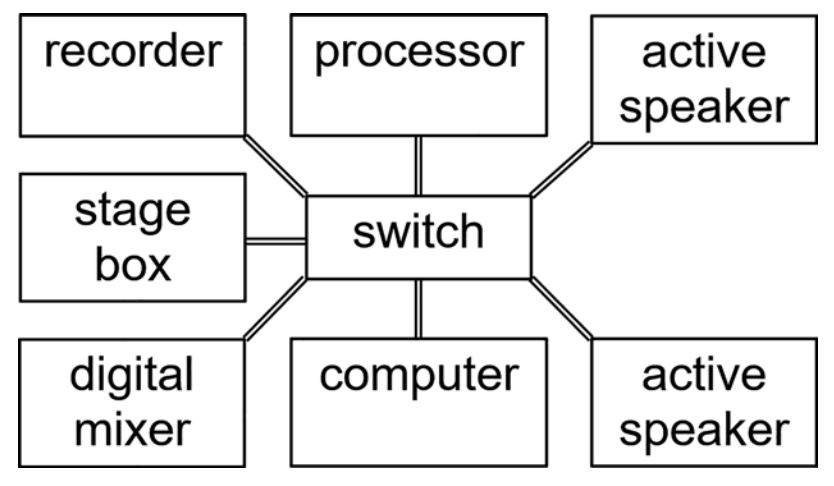 recorder
processor
active
speaker
stage
box
switch
digital
mixer
computer
active
speaker